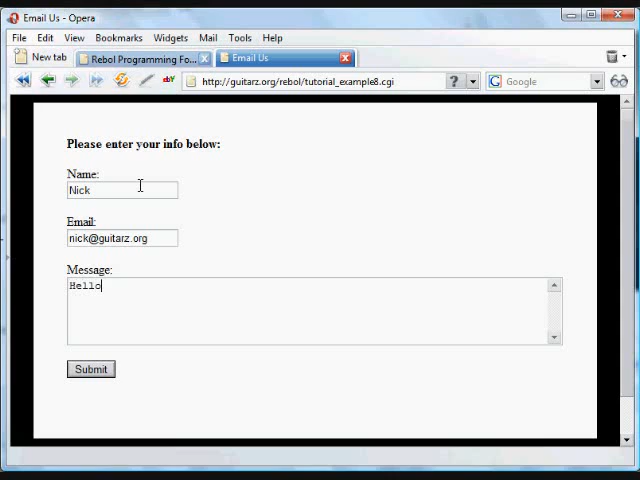 Email Us - Opera
File Edit View Bookmarks Widgets Mail Tools Help
New tab Rebol Programming Fo... Email Us
http://guitarz.org/rebol/tutorial_example8.cgi ? Google
Please enter your info below:
Name:
Nick
Email:
nick@guitarz.org
Message:
Hello
Submit